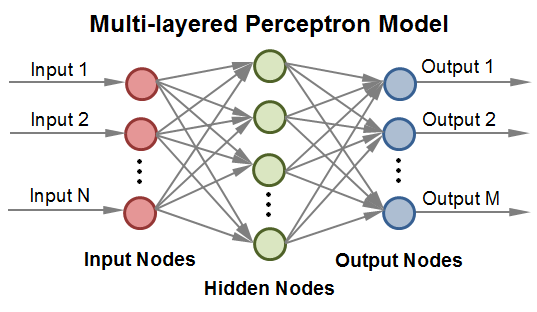 Multi-layered Perceptron Model
Input 1
Output 1
Input 2
Output 2
Input N
Output M
Input Nodes
Output Nodes
Hidden Nodes